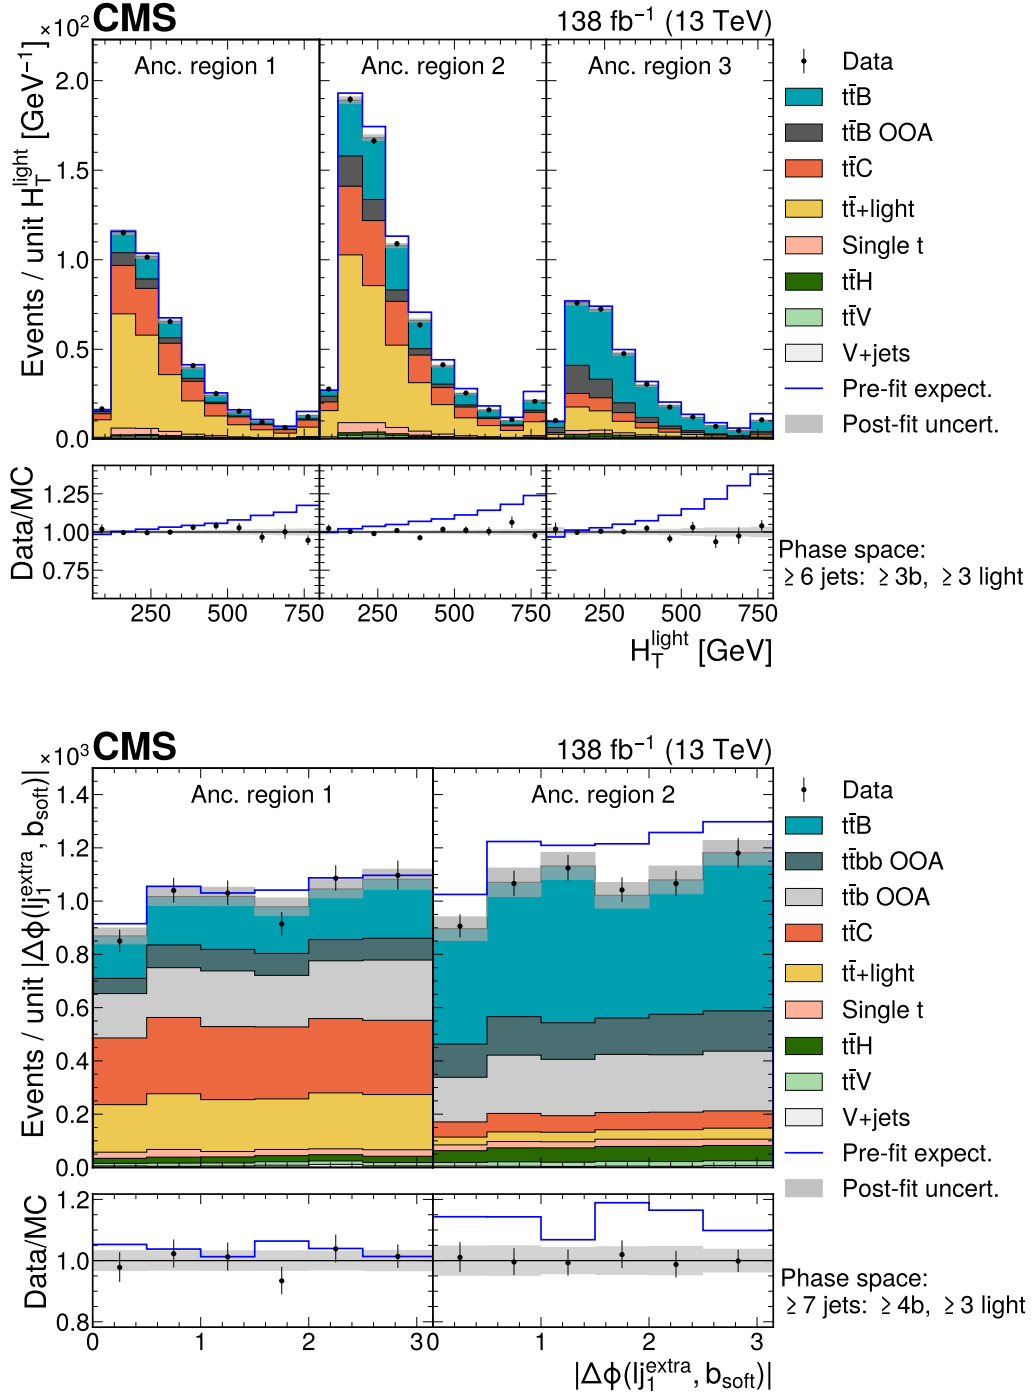 ×10² CMS 138 fb⁻¹ (13 TeV)
Events / unit H_T^light [GeV⁻¹]
Anc. region 1 Anc. region 2 Anc. region 3
2.0
1.5
1.0
0.5
0.0
Data
tt̄B
tt̄B OOA
tt̄C
tt̄+light
Single t
tt̄H
tt̄V
V+jets
Pre-fit expect.
Post-fit uncert.
Data/MC
1.25
1.00
0.75
250 500 750 250 500 750 250 500 750
H_T^light [GeV]
Phase space:
≥ 6 jets: ≥ 3b, ≥ 3 light
×10³ CMS 138 fb⁻¹ (13 TeV)
Events / unit |Δϕ(lj₁^extra, b_soft)|
Anc. region 1 Anc. region 2
1.4
1.2
1.0
0.8
0.6
0.4
0.2
0.0
Data
tt̄B
tt̄bb OOA
tt̄b OOA
tt̄C
tt̄+light
Single t
tt̄H
tt̄V
V+jets
Pre-fit expect.
Post-fit uncert.
Data/MC
1.2
1.0
0.8
0 1 2 3 1 2 3
|Δϕ(lj₁^extra, b_soft)|
Phase space:
≥ 7 jets: ≥ 4b, ≥ 3 light